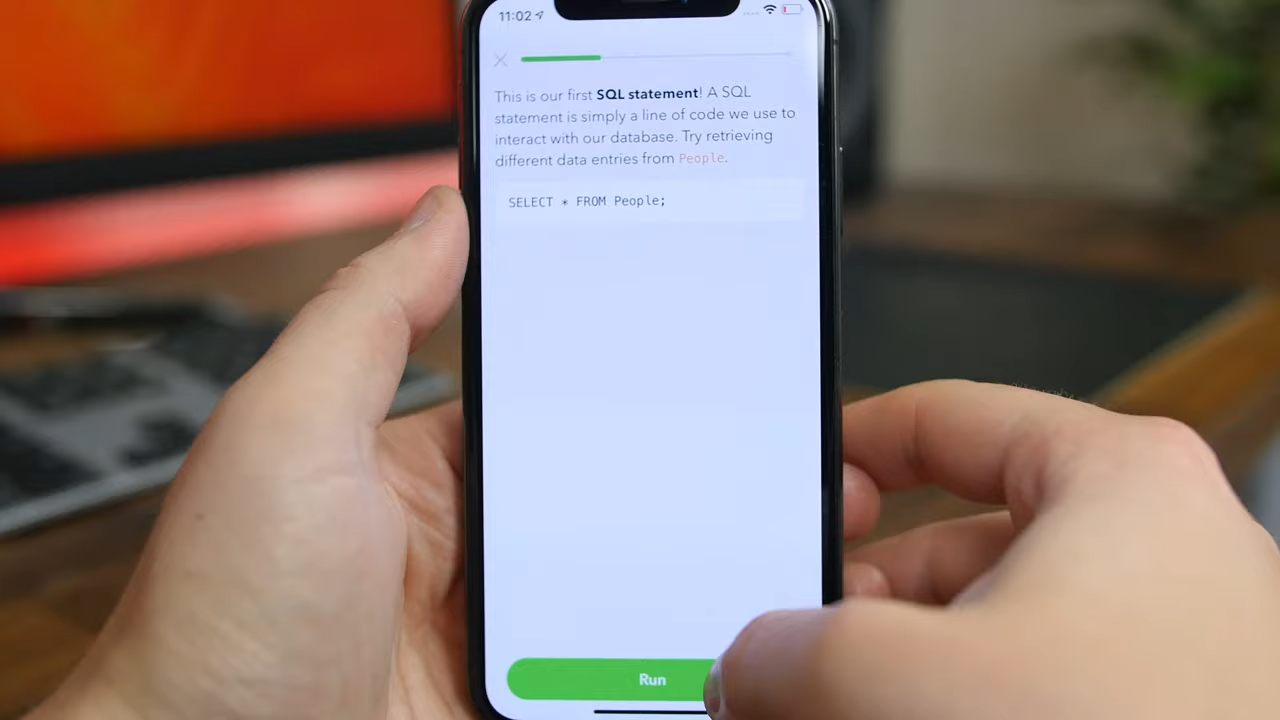 11:02
This is our first SQL statement! A SQL
statement is simply a line of code we use to
interact with our database. Try retrieving
different data entries from People.
SELECT * FROM People;
Run